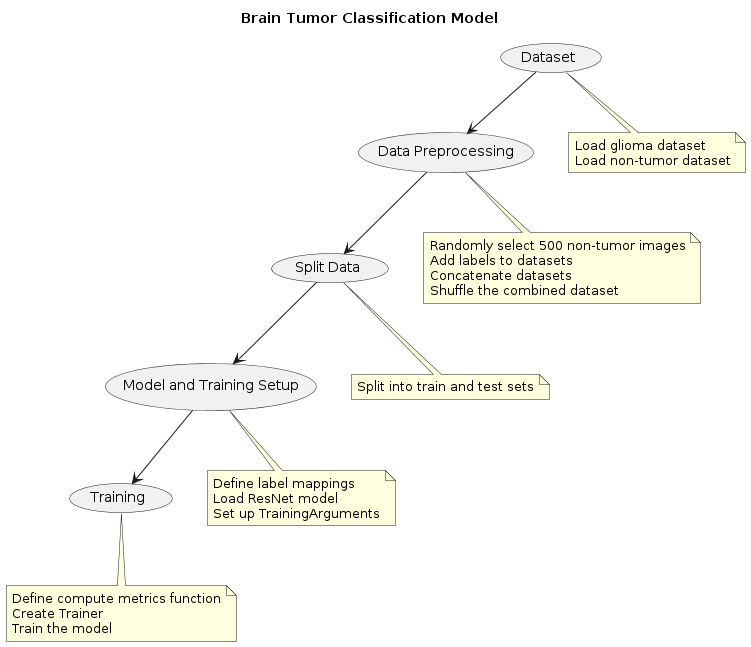 Brain Tumor Classification Model
Dataset
Load glioma dataset
Load non-tumor dataset
Data Preprocessing
Randomly select 500 non-tumor images
Add labels to datasets
Concatenate datasets
Shuffle the combined dataset
Split Data
Split into train and test sets
Model and Training Setup
Define label mappings
Load ResNet model
Set up TrainingArguments
Training
Define compute metrics function
Create Trainer
Train the model